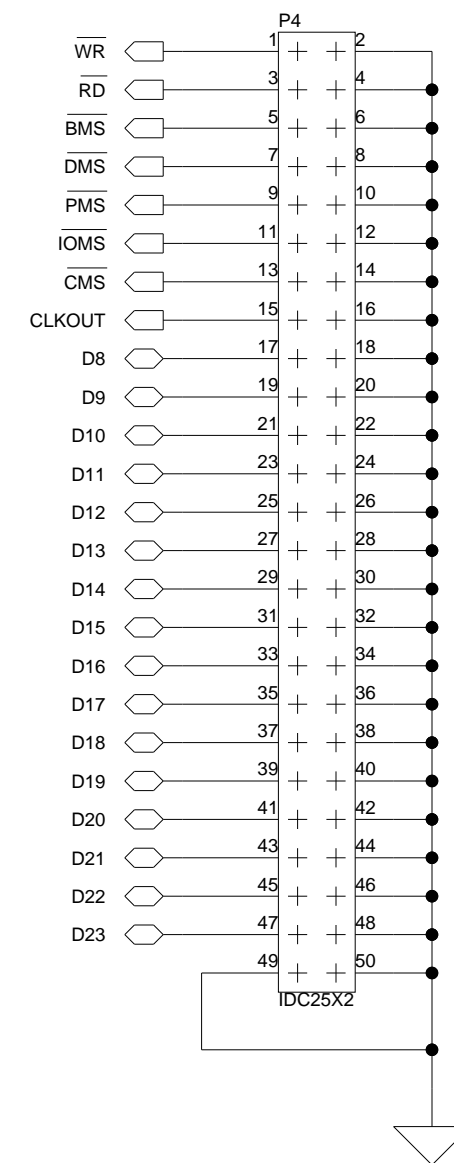 P4
WR 1 2
RD 3 4
BMS 5 6
DMS 7 8
PMS 9 10
IOMS 11 12
CMS 13 14
CLKOUT 15 16
D8 17 18
D9 19 20
D10 21 22
D11 23 24
D12 25 26
D13 27 28
D14 29 30
D15 31 32
D16 33 34
D17 35 36
D18 37 38
D19 39 40
D20 41 42
D21 43 44
D22 45 46
D23 47 48
49 50
IDC25X2